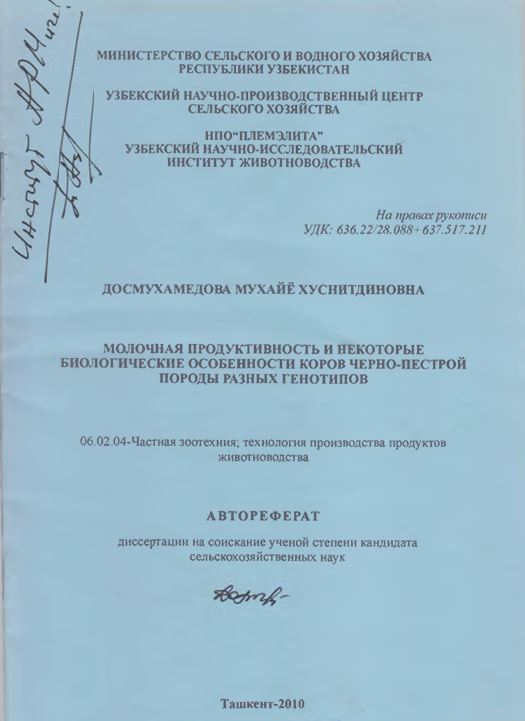 Институт
МИНИСТЕРСТВО СЕЛЬСКОГО И ВОДНОГО ХОЗЯЙСТВА
РЕСПУБЛИКИ УЗБЕКИСТАН
УЗБЕКСКИЙ НАУЧНО-ПРОИЗВОДСТВЕННЫЙ ЦЕНТР
СЕЛЬСКОГО ХОЗЯЙСТВА
НПО“ПЛЕМЭЛИТА”
УЗБЕКСКИЙ НАУЧНО-ИССЛЕДОВАТЕЛЬСКИЙ
ИНСТИТУТ ЖИВОТНОВОДСТВА
На правах рукописи
УДК: 636.22/28.088+637.517.211
ДОСМУХАМЕДОВА МУХАЙЁ ХУСНИТДИНОВНА
МОЛОЧНАЯ ПРОДУКТИВНОСТЬ И НЕКОТОРЫЕ
БИОЛОГИЧЕСКИЕ ОСОБЕННОСТИ КОРОВ ЧЕРНО-ПЕСТРОЙ
ПОРОДЫ РАЗНЫХ ГЕНОТИПОВ
06.02.04-Частная зоотехния; технология производства продуктов
животноводства
АВТОРЕФЕРАТ
диссертации на соискание ученой степени кандидата
сельскохозяйственных наук
Ташкент-2010